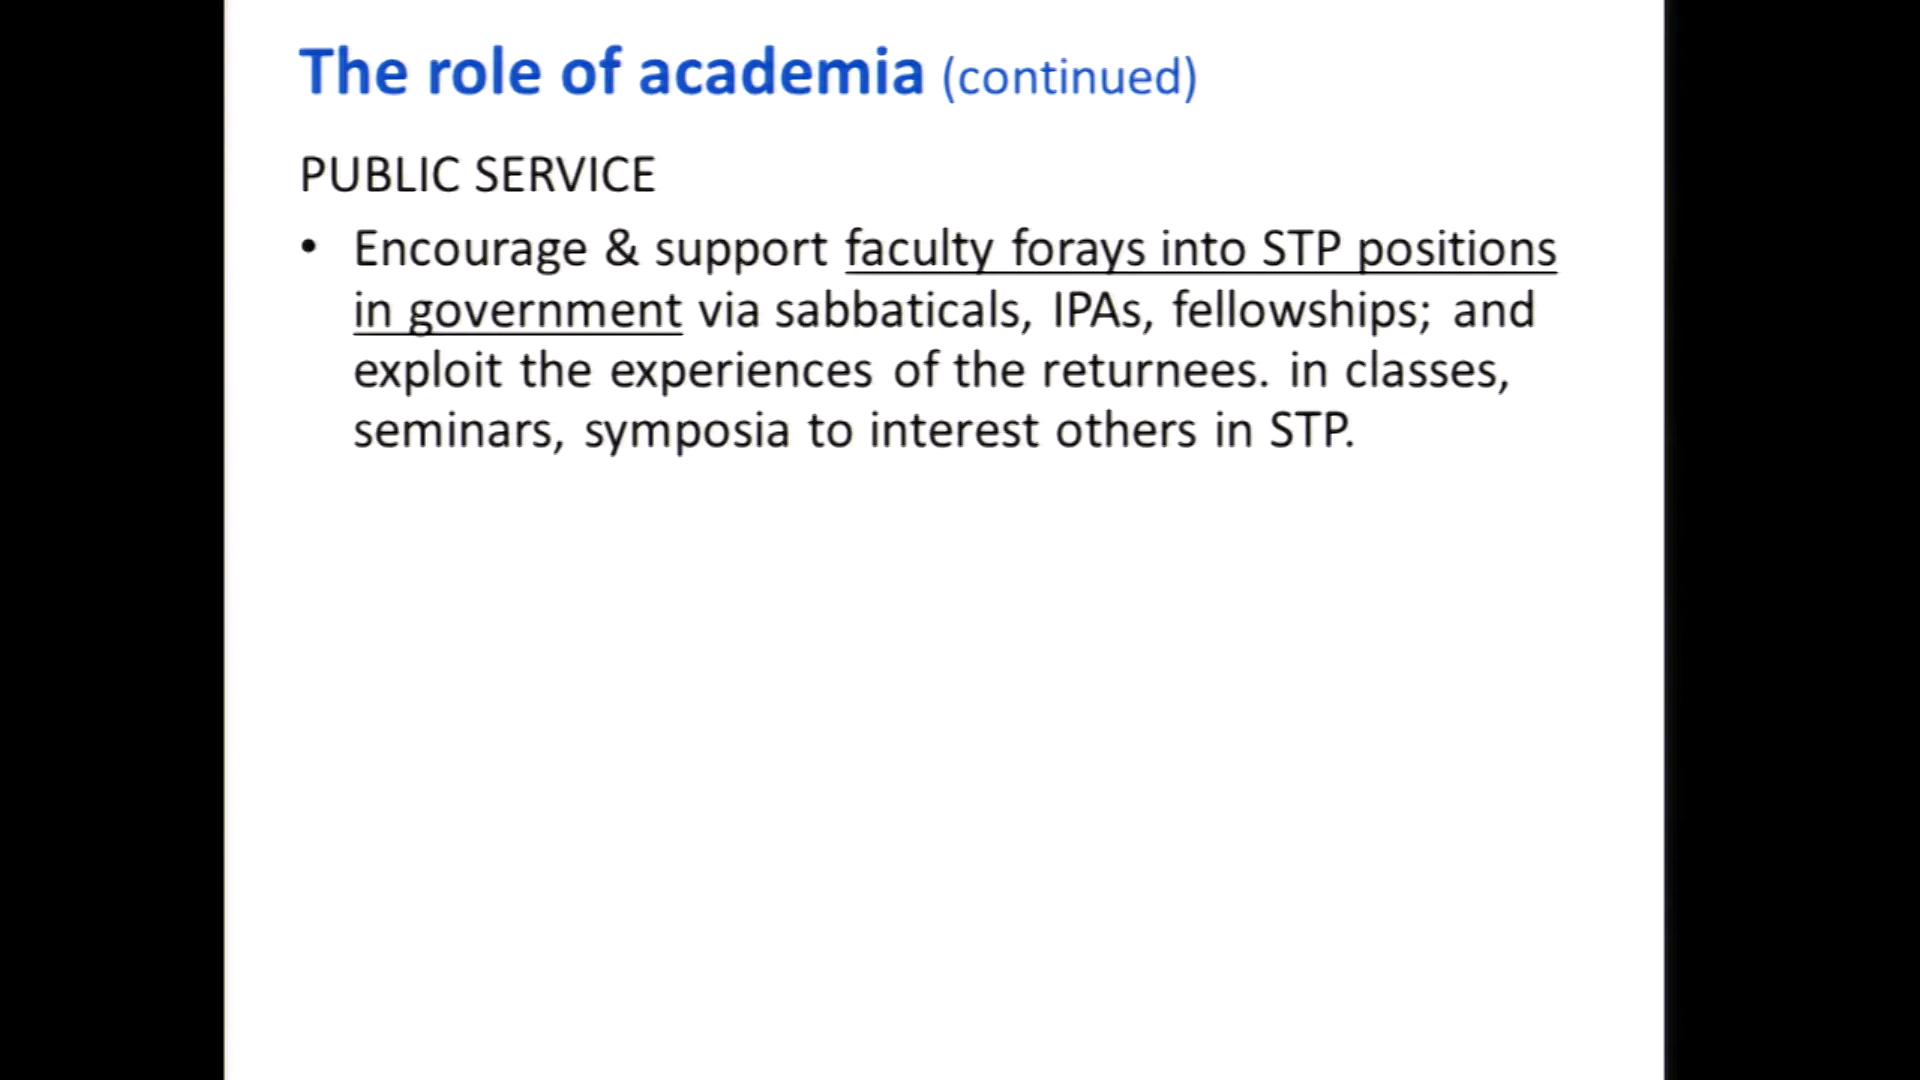 The role of academia (continued)
PUBLIC SERVICE
• Encourage & support faculty forays into STP positions
in government via sabbaticals, IPAs, fellowships; and
exploit the experiences of the returnees. in classes,
seminars, symposia to interest others in STP.